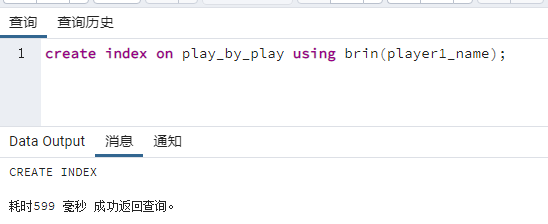 查询 查询历史
1 create index on play_by_play using brin(player1_name);
Data Output 消息 通知
CREATE INDEX
耗时599 毫秒 成功返回查询。